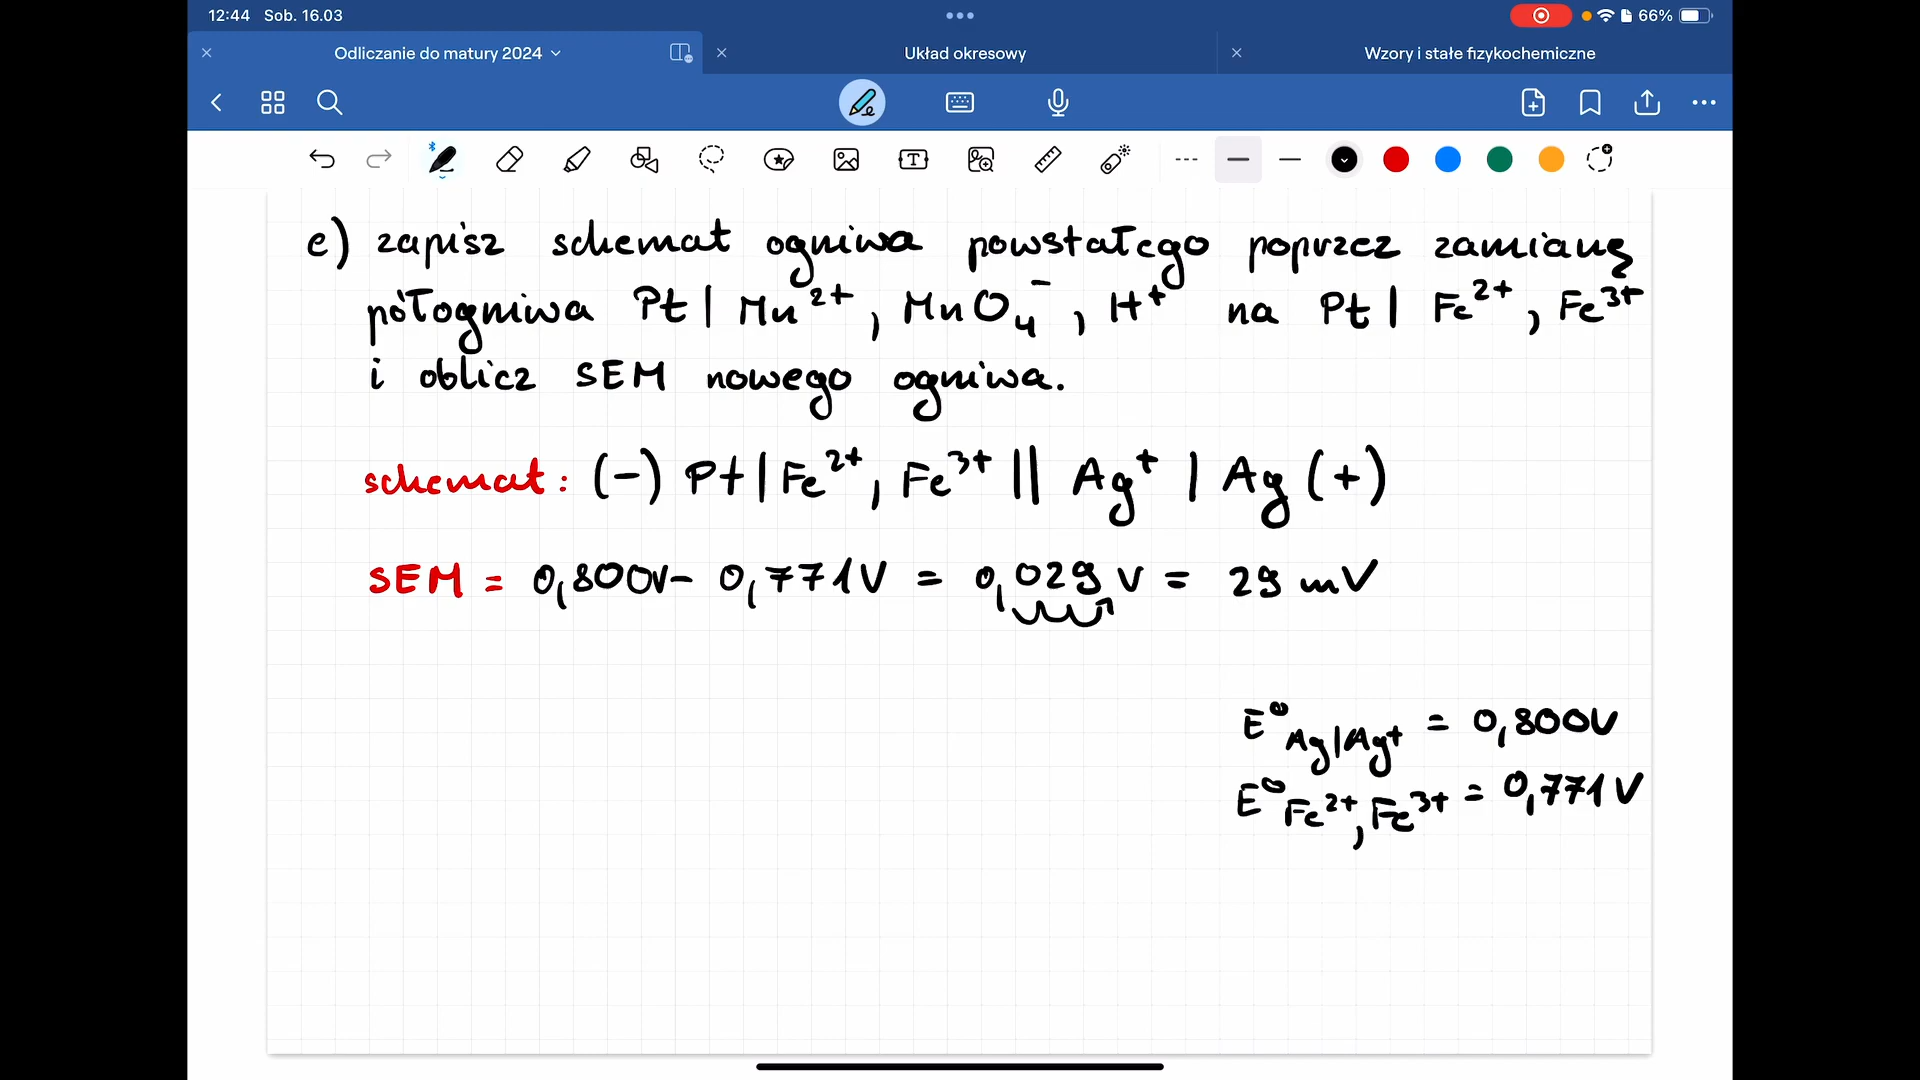 12:44 Sob. 16.03
66%
Odliczanie do matury 2024
Układ okresowy
Wzory i stałe fizykochemiczne
e) zapisz schemat ogniwa powstałego poprzez zamianę
półogniwa Pt | Mn²⁺, MnO₄⁻, H⁺ na Pt | Fe²⁺, Fe³⁺
i oblicz SEM nowego ogniwa.
schemat: (-) Pt | Fe²⁺, Fe³⁺ || Ag⁺ | Ag (+)
SEM = 0,800V - 0,771V = 0,029 V = 29 mV
E⁰ Ag|Ag⁺ = 0,800V
E⁰ Fe²⁺, Fe³⁺ = 0,771V